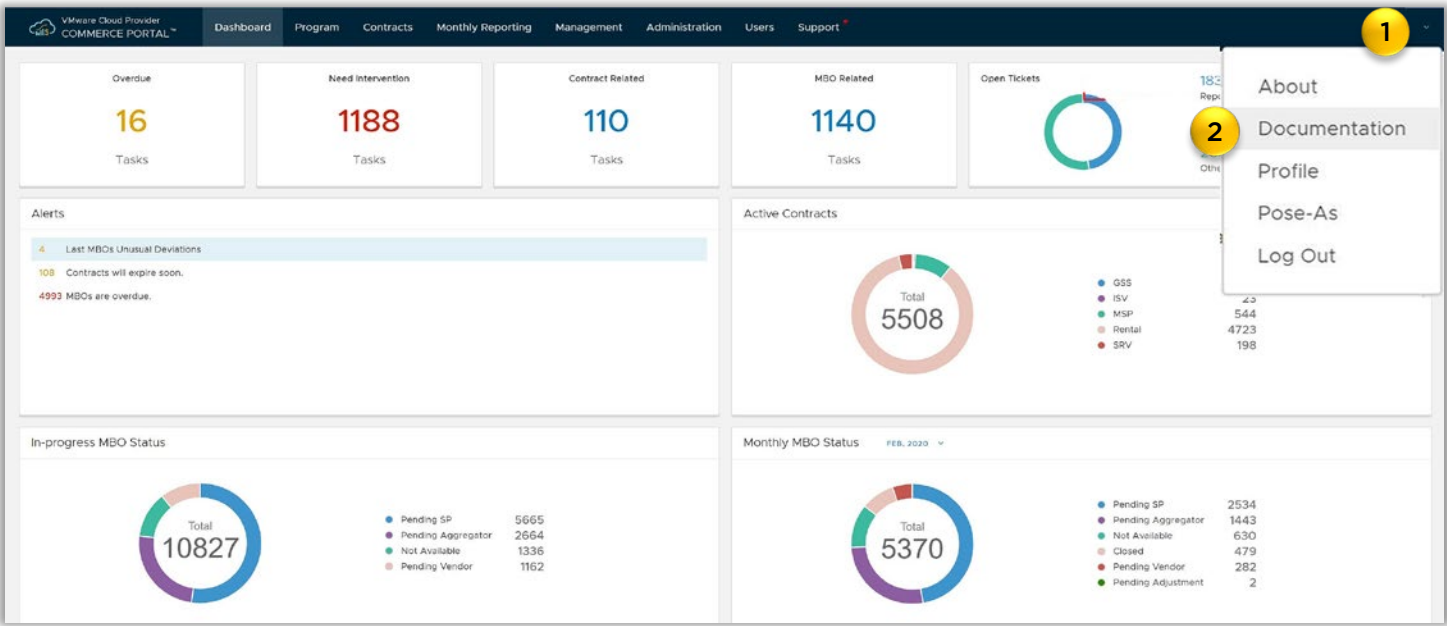 VMware Cloud Provider
COMMERCE PORTAL™
Dashboard Program Contracts Monthly Reporting Management Administration Users Support
1
Overdue
16
Tasks
Need Intervention
1188
Tasks
Contract Related
110
Tasks
MBO Related
1140
Tasks
Open Tickets
183
About
2
Documentation
Profile
Pose-As
Log Out
Alerts
4 Last MBOs Unusual Deviations
108 Contracts will expire soon.
4993 MBOs are overdue.
Active Contracts
Total
5508
GSS
ISV 23
MSP 544
Rental 4723
SRV 198
In-progress MBO Status
Total
10827
Pending SP 5665
Pending Aggregator 2664
Not Available 1336
Pending Vendor 1162
Monthly MBO Status FEB, 2020
Total
5370
Pending SP 2534
Pending Aggregator 1443
Not Available 630
Closed 479
Pending Vendor 282
Pending Adjustment 2